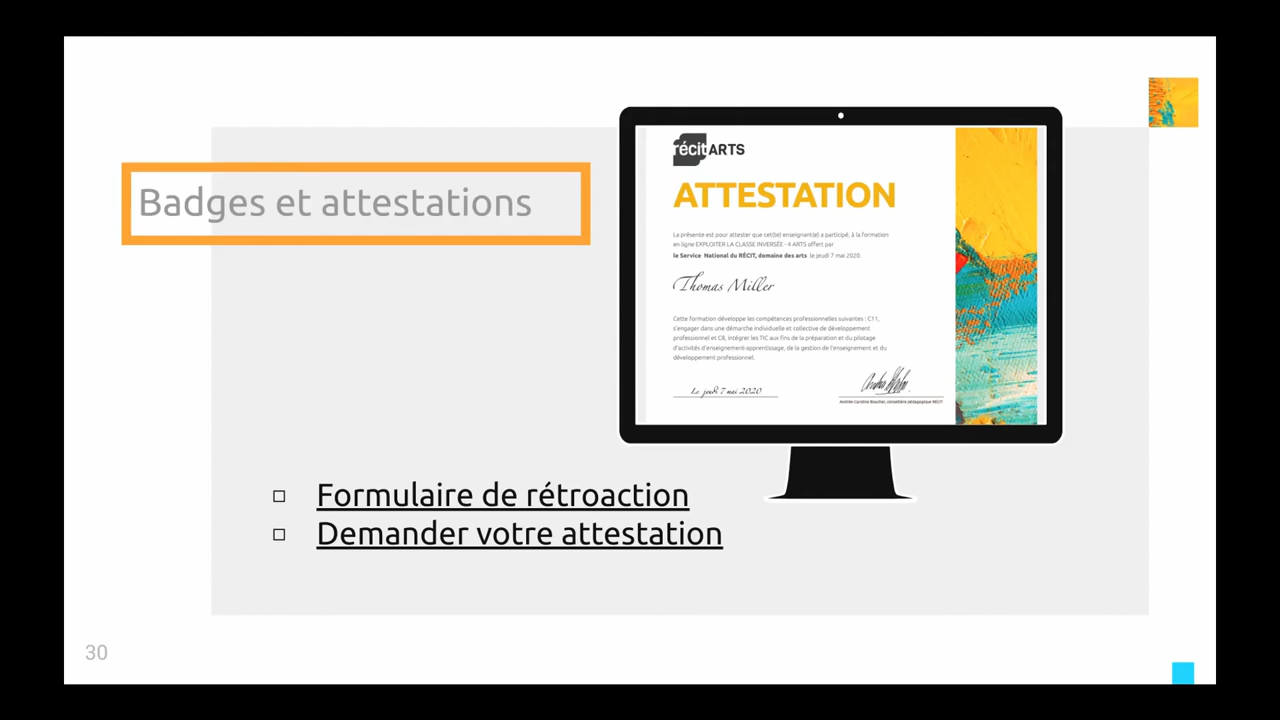 récitARTS
ATTESTATION
Badges et attestations
La présente est pour attester que cet(te) enseignant(e) a participé, à la formation
en ligne EXPLOITER LA CLASSE INVERSÉE - 4 ARTS offert par
le Service National du RÉCIT, domaine des arts le jeudi 7 mai 2020.
Thomas Miller
Cette formation développe les compétences professionnelles suivantes : C11,
s'engager dans une démarche individuelle et collective de développement
professionnel et C8, intégrer les TIC aux fins de la préparation et du pilotage
d'activités d'enseignement-apprentissage, de la gestion de l'enseignement et du
développement professionnel.
Le jeudi 7 mai 2020
Andrée-Caroline Boucher, conseillère pédagogique RÉCIT
Formulaire de rétroaction
Demander votre attestation
30